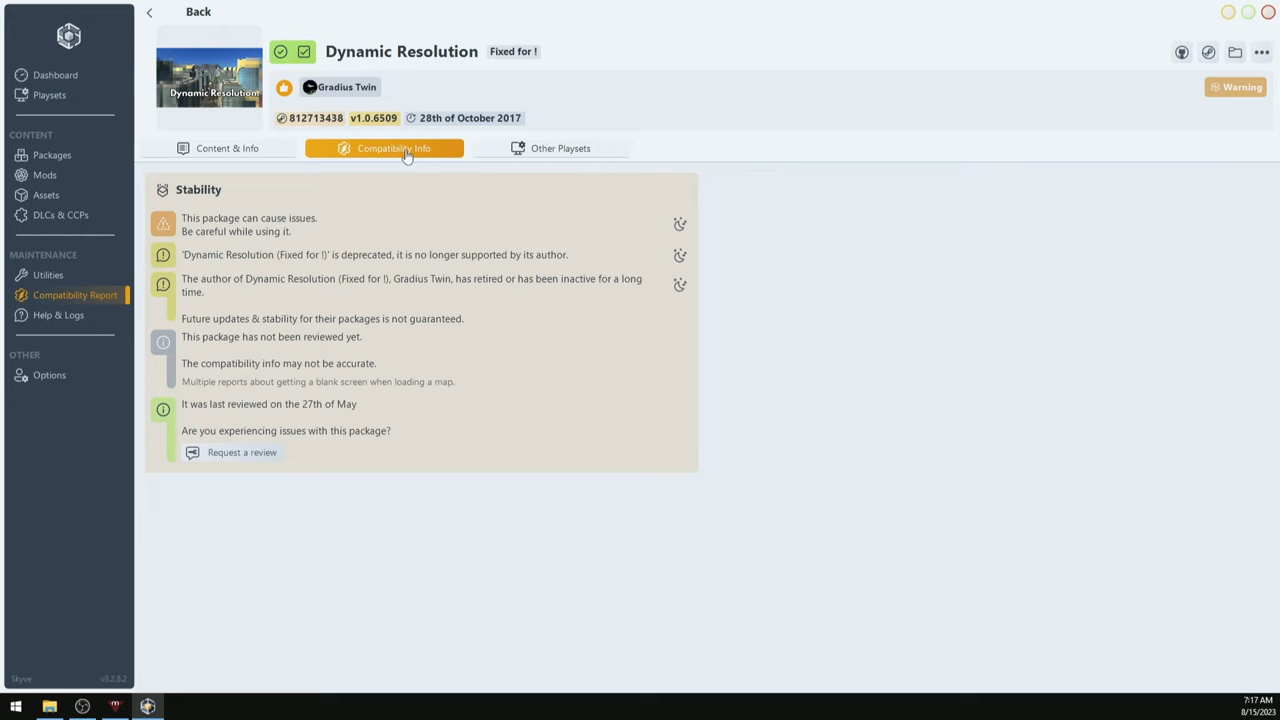 Back
Dynamic Resolution
Fixed for !
Dynamic Resolution
Gradius Twin
Warning
812713438
v1.0.6509
28th of October 2017
Content & Info
Compatibility Info
Other Playsets
Dashboard
Playsets
CONTENT
Packages
Mods
Assets
DLCs & CCPs
MAINTENANCE
Utilities
Compatibility Report
Help & Logs
OTHER
Options
Skyve
v3.2.8.2
Stability
This package can cause issues.
Be careful while using it.
'Dynamic Resolution (Fixed for !)' is deprecated, it is no longer supported by its author.
The author of Dynamic Resolution (Fixed for !), Gradius Twin, has retired or has been inactive for a long
time.
Future updates & stability for their packages is not guaranteed.
This package has not been reviewed yet.
The compatibility info may not be accurate.
Multiple reports about getting a blank screen when loading a map.
It was last reviewed on the 27th of May
Are you experiencing issues with this package?
Request a review
7:17 AM
8/15/2023